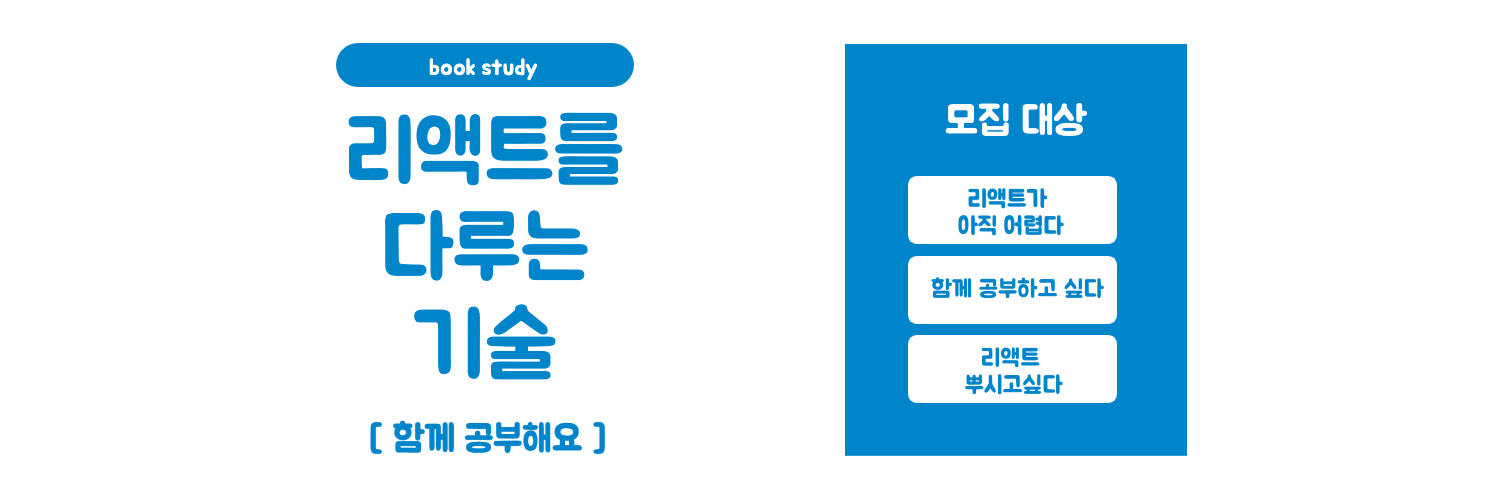 book study
리액트를
다루는
기술
[ 함께 공부해요 ]
모집 대상
리액트가
아직 어렵다
함께 공부하고 싶다
리액트
뿌시고싶다